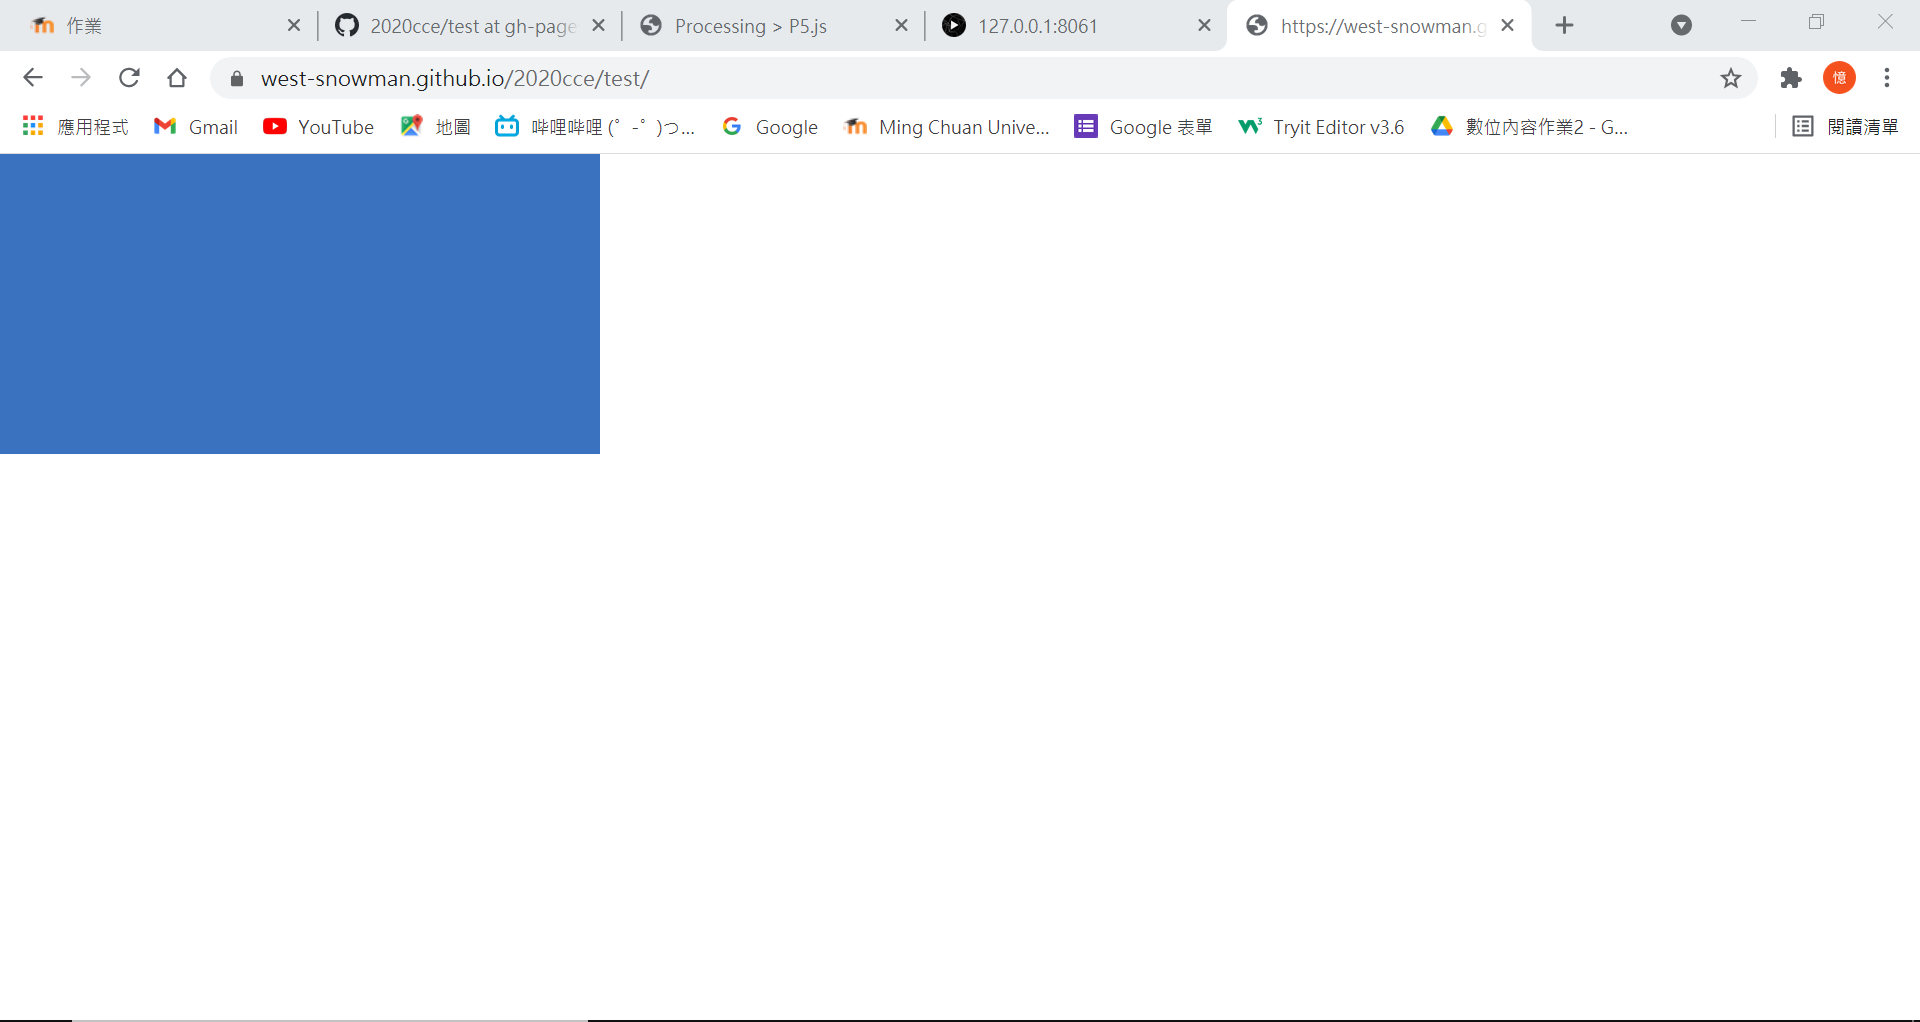 作業
2020cce/test at gh-page
Processing > P5.js
127.0.0.1:8061
https://west-snowman.g
west-snowman.github.io/2020cce/test/
憶
應用程式
Gmail
YouTube
地圖
哔哩哔哩 (゜-゜)つ...
Google
Ming Chuan Unive...
Google 表單
Tryit Editor v3.6
數位內容作業2 - G...
閱讀清單